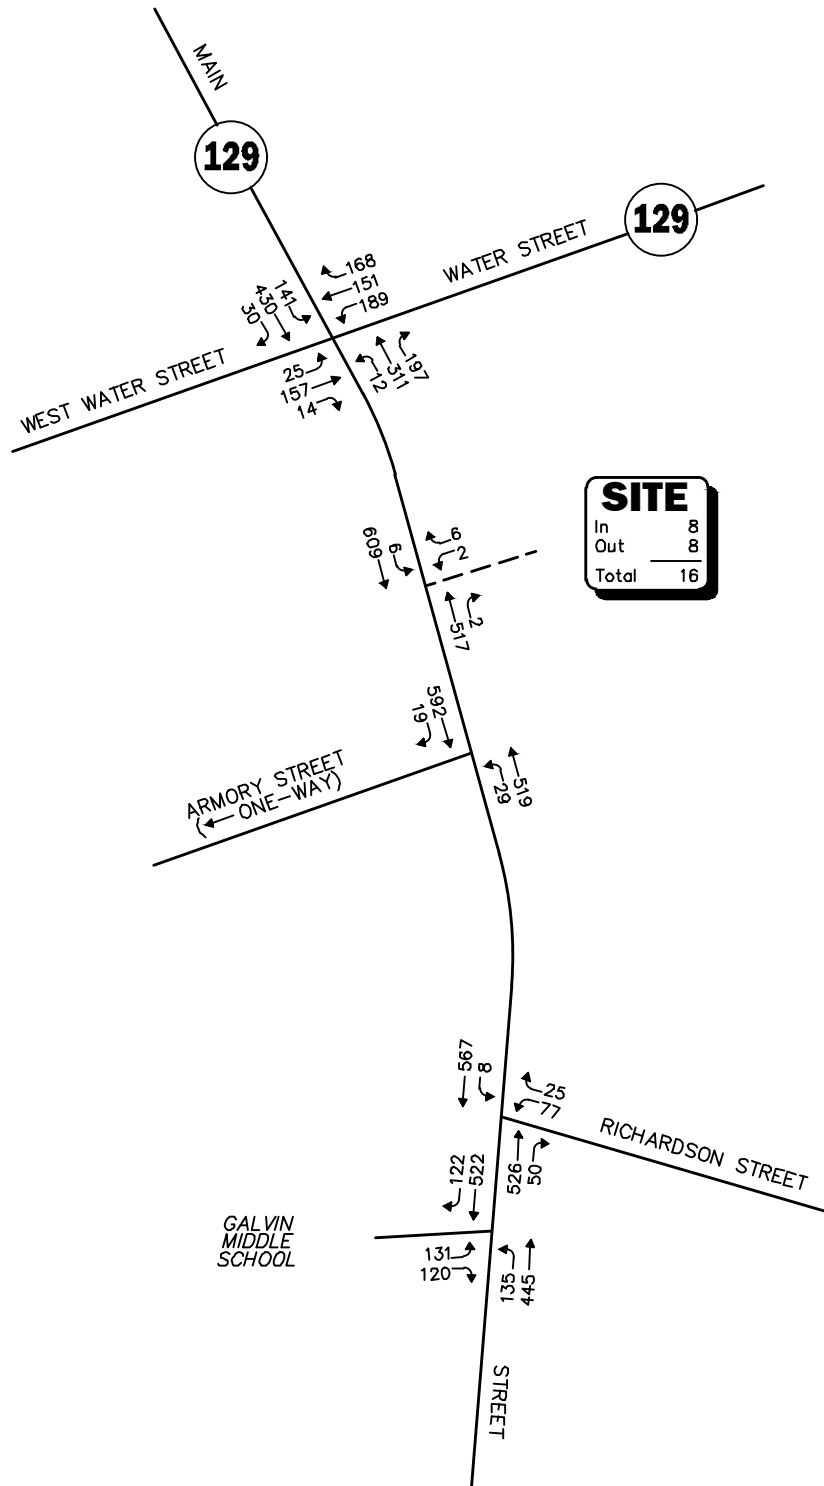 MAIN
129
129
WATER STREET
168
151
189
141
430
30
WEST WATER STREET
25
157
14
12
311
197
SITE
In 8
Out 8
Total 16
609
6
6
2
517
2
592
19
ARMORY STREET
(← ONE-WAY)
29
519
567
8
25
77
RICHARDSON STREET
122
522
526
50
GALVIN
MIDDLE
SCHOOL
131
120
135
445
STREET